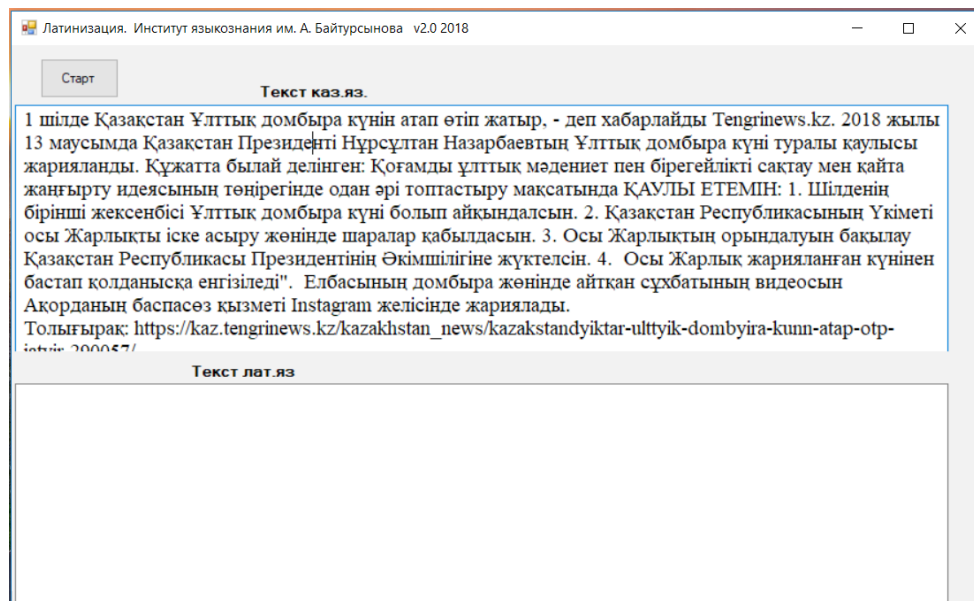 Латинизация. Институт языкознания им. А. Байтурсынова v2.0 2018
Старт
Текст каз.яз.
1 шілде Қазақстан Ұлттық домбыра күнін атап өтіп жатыр, - деп хабарлайды Tengrinews.kz. 2018 жылы
13 маусымда Қазақстан Президенті Нұрсұлтан Назарбаевтың Ұлттық домбыра күні туралы қаулысы
жарияланды. Құжатта былай делінген: Қоғамды ұлттық мәдениет пен бірегейлікті сақтау мен қайта
жаңғырту идеясының төңірегінде одан әрі топтастыру мақсатында ҚАУЛЫ ЕТЕМІН: 1. Шілденің
бірінші жексенбісі Ұлттық домбыра күні болып айқындалсын. 2. Қазақстан Республикасының Үкіметі
осы Жарлықты іске асыру жөнінде шаралар қабылдасын. 3. Осы Жарлықтың орындалуын бақылау
Қазақстан Республикасы Президентінің Әкімшілігіне жүктелсін. 4. Осы Жарлық жарияланған күнінен
бастап қолданысқа енгізіледі". Елбасының домбыра жөнінде айтқан сұхбатының видеосын
Ақорданың баспасөз қызметі Instagram желісінде жариялады.
Толығырақ: https://kaz.tengrinews.kz/kazakhstan_news/kazakstandyiktar-ulttyik-dombyira-kunn-atap-otp-
jatyir-290057/
Текст лат.яз